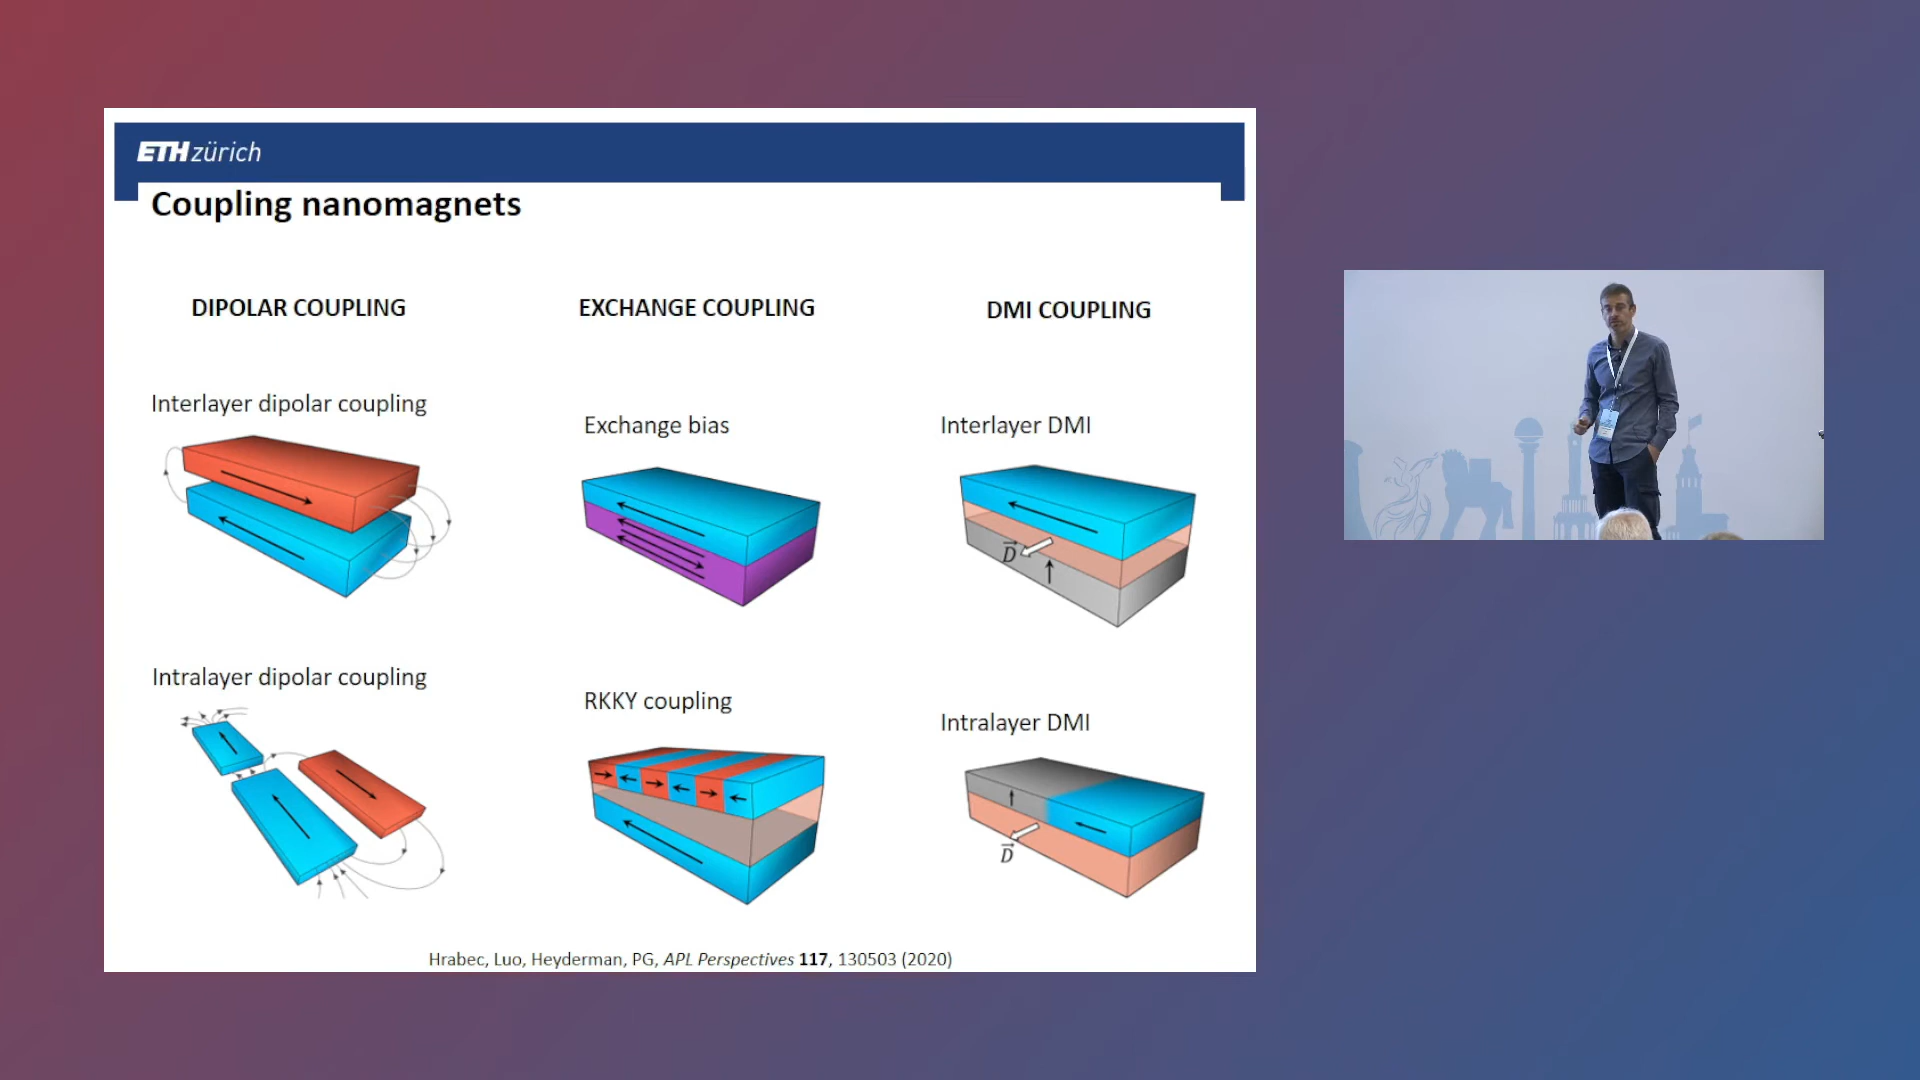 ETH zürich
Coupling nanomagnets
DIPOLAR COUPLING
EXCHANGE COUPLING
DMI COUPLING
Interlayer dipolar coupling
Exchange bias
Interlayer DMI
D
Intralayer dipolar coupling
RKKY coupling
Intralayer DMI
D
Hrabec, Luo, Heyderman, PG, APL Perspectives 117, 130503 (2020)